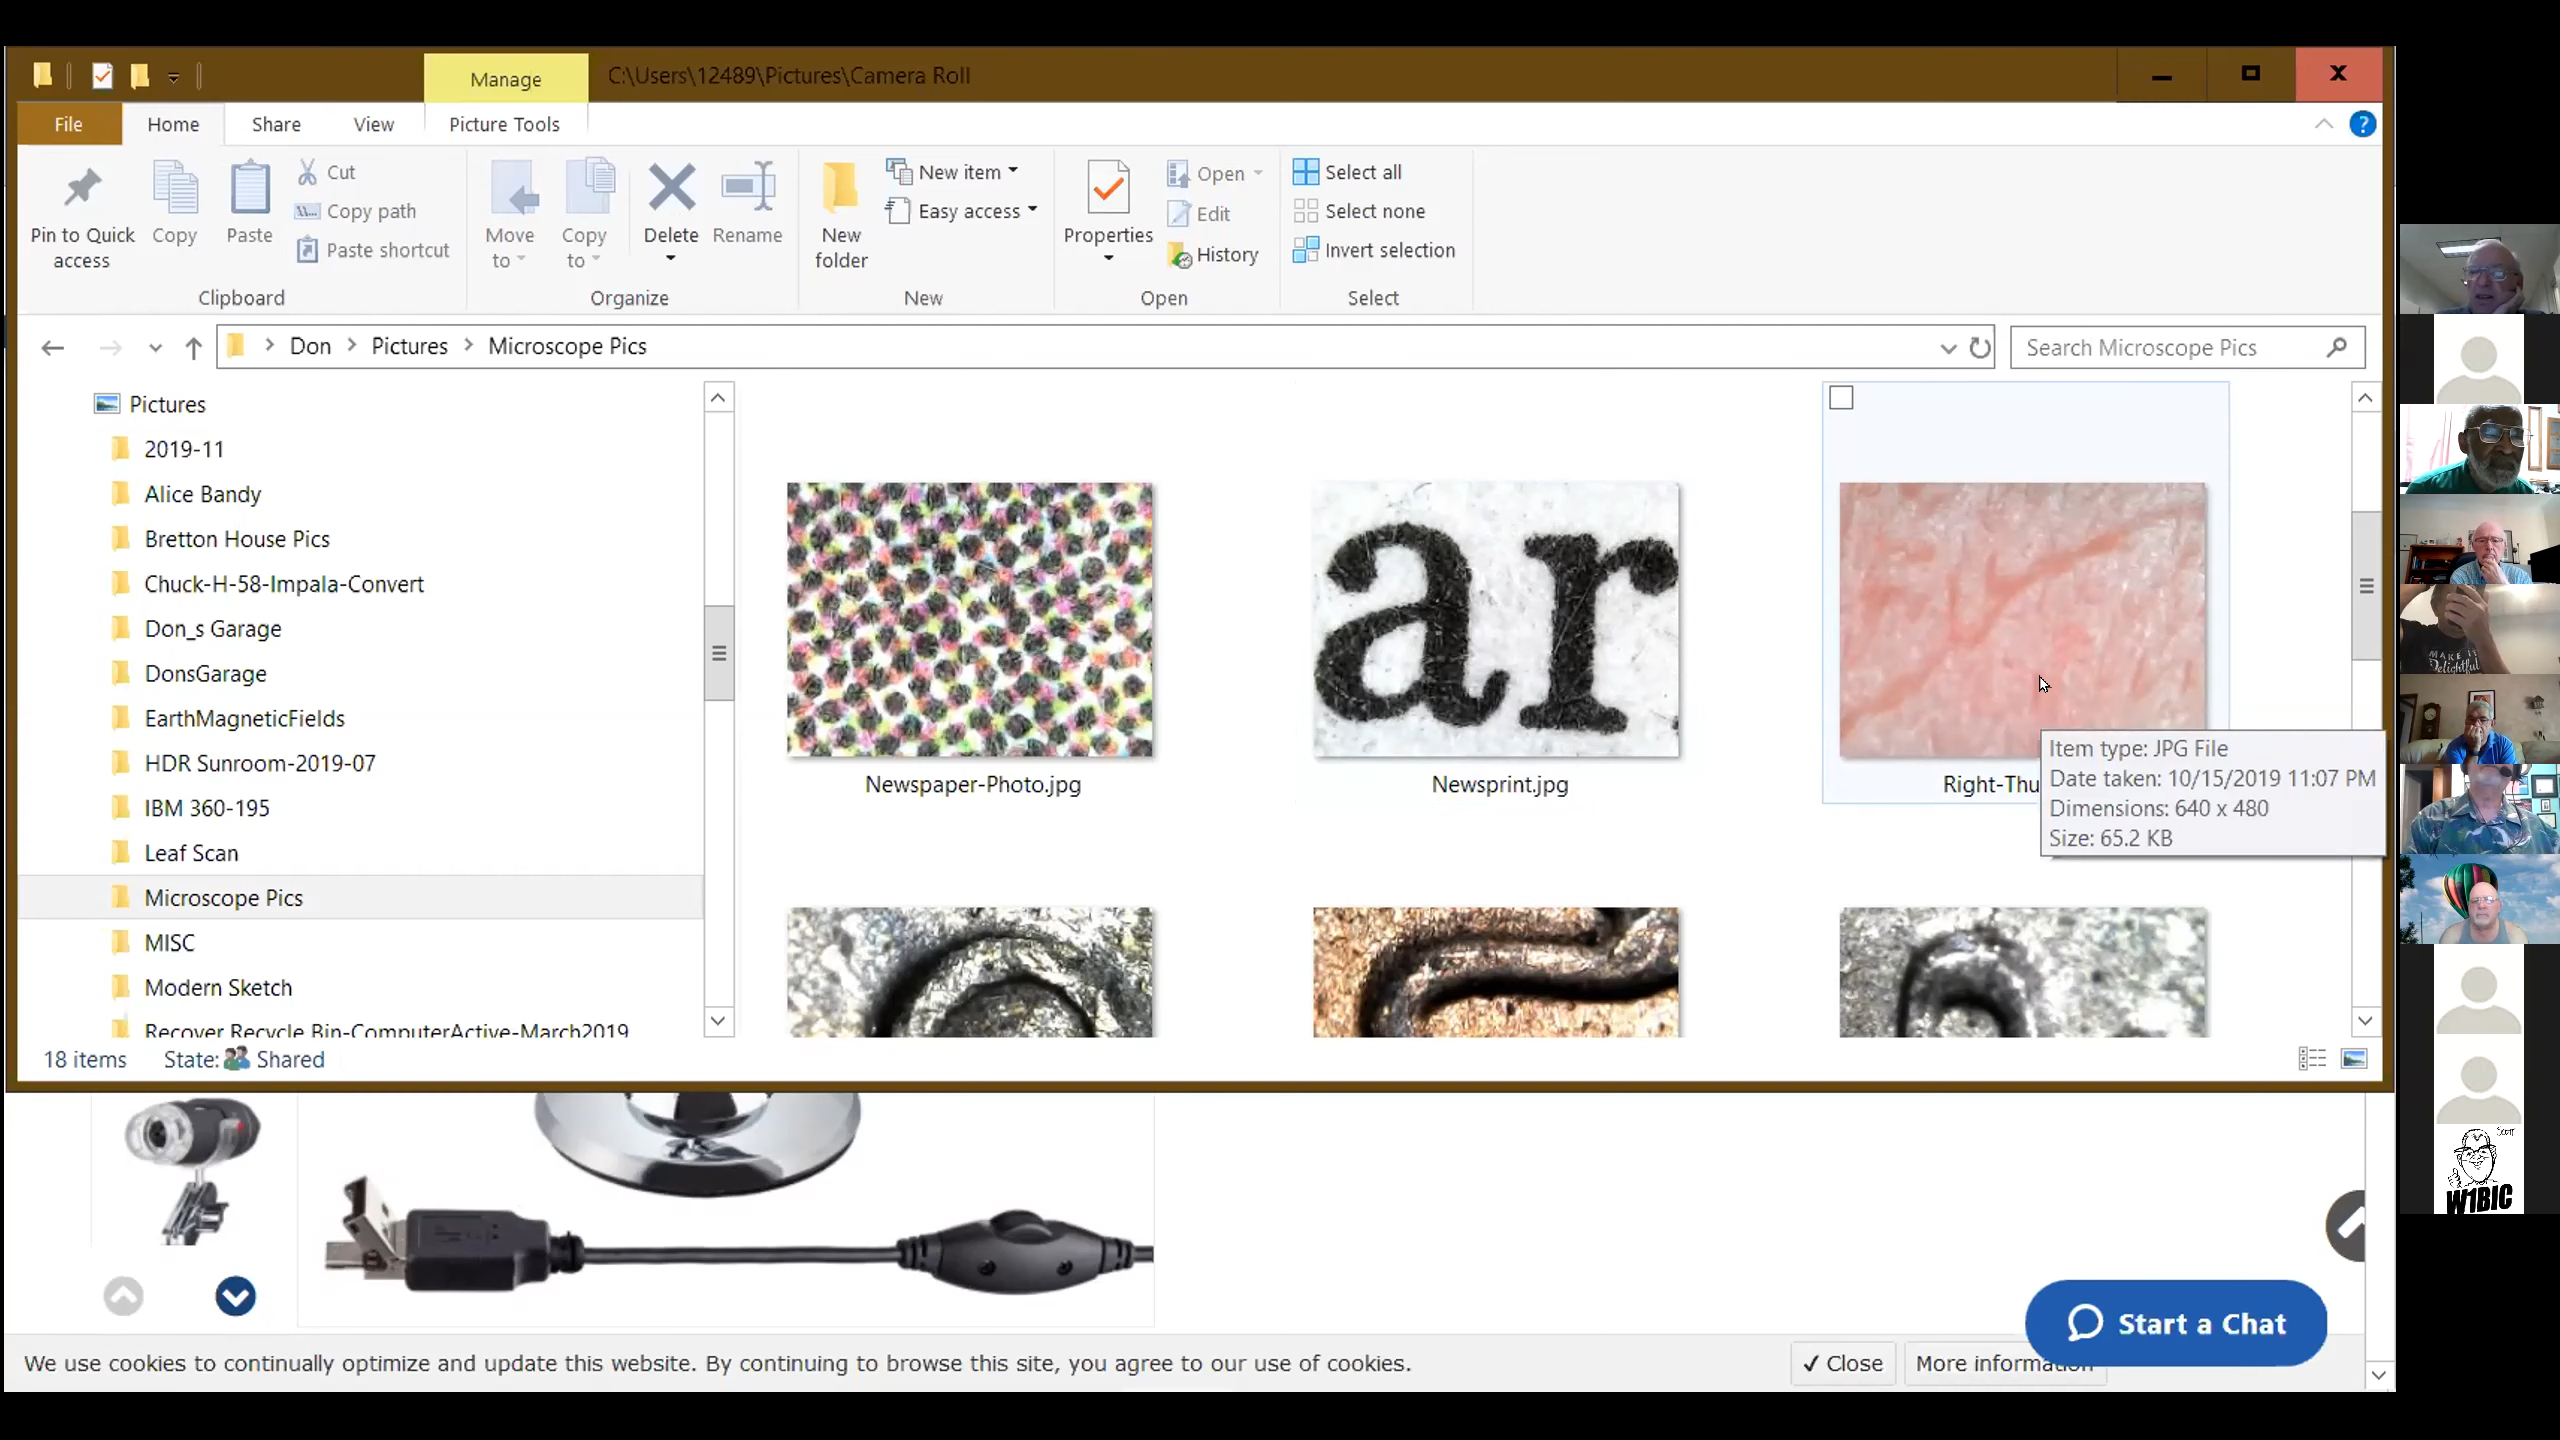 Manage
C:\Users\12489\Pictures\Camera Roll
File
Home
Share
View
Picture Tools
Pin to Quick access
Copy
Paste
Cut
Copy path
Paste shortcut
Clipboard
Move to
Copy to
Delete
Rename
Organize
New folder
New item
Easy access
New
Properties
Open
Edit
History
Open
Select all
Select none
Invert selection
Select
Don > Pictures > Microscope Pics
Search Microscope Pics
Pictures
2019-11
Alice Bandy
Bretton House Pics
Chuck-H-58-Impala-Convert
Don_s Garage
DonsGarage
EarthMagneticFields
HDR Sunroom-2019-07
IBM 360-195
Leaf Scan
Microscope Pics
MISC
Modern Sketch
Recover Recycle Bin-ComputerActive-March2019
ar
Newspaper-Photo.jpg
Newsprint.jpg
Right-Thu
Item type: JPG File
Date taken: 10/15/2019 11:07 PM
Dimensions: 640 x 480
Size: 65.2 KB
18 items
State: Shared
MAKE IT
Delightful
Scott
W1BIC
Start a Chat
We use cookies to continually optimize and update this website. By continuing to browse this site, you agree to our use of cookies.
✓ Close
More information